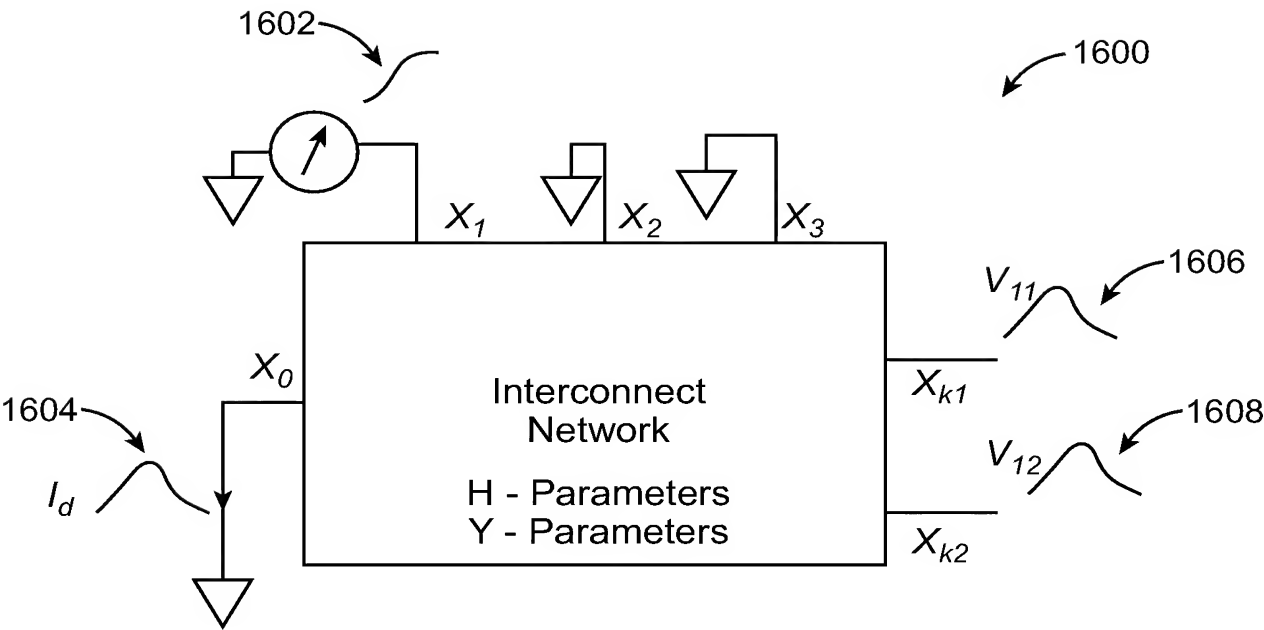 1602
1600
X1
X2
X3
V11
1606
X0
Xk1
Interconnect
Network
1604
1608
V12
Id
H - Parameters
Y - Parameters
Xk2